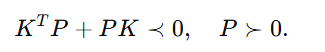 K^T P + PK ≺ 0, P ≻ 0.